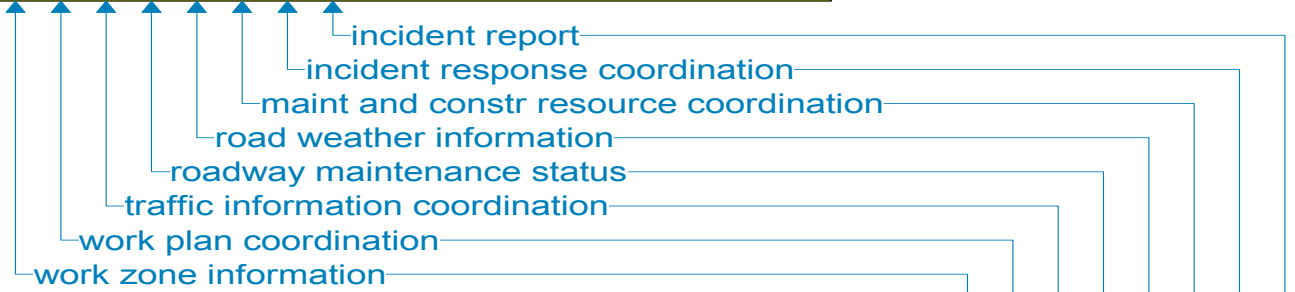 incident report
incident response coordination
maint and constr resource coordination
road weather information
roadway maintenance status
traffic information coordination
work plan coordination
work zone information